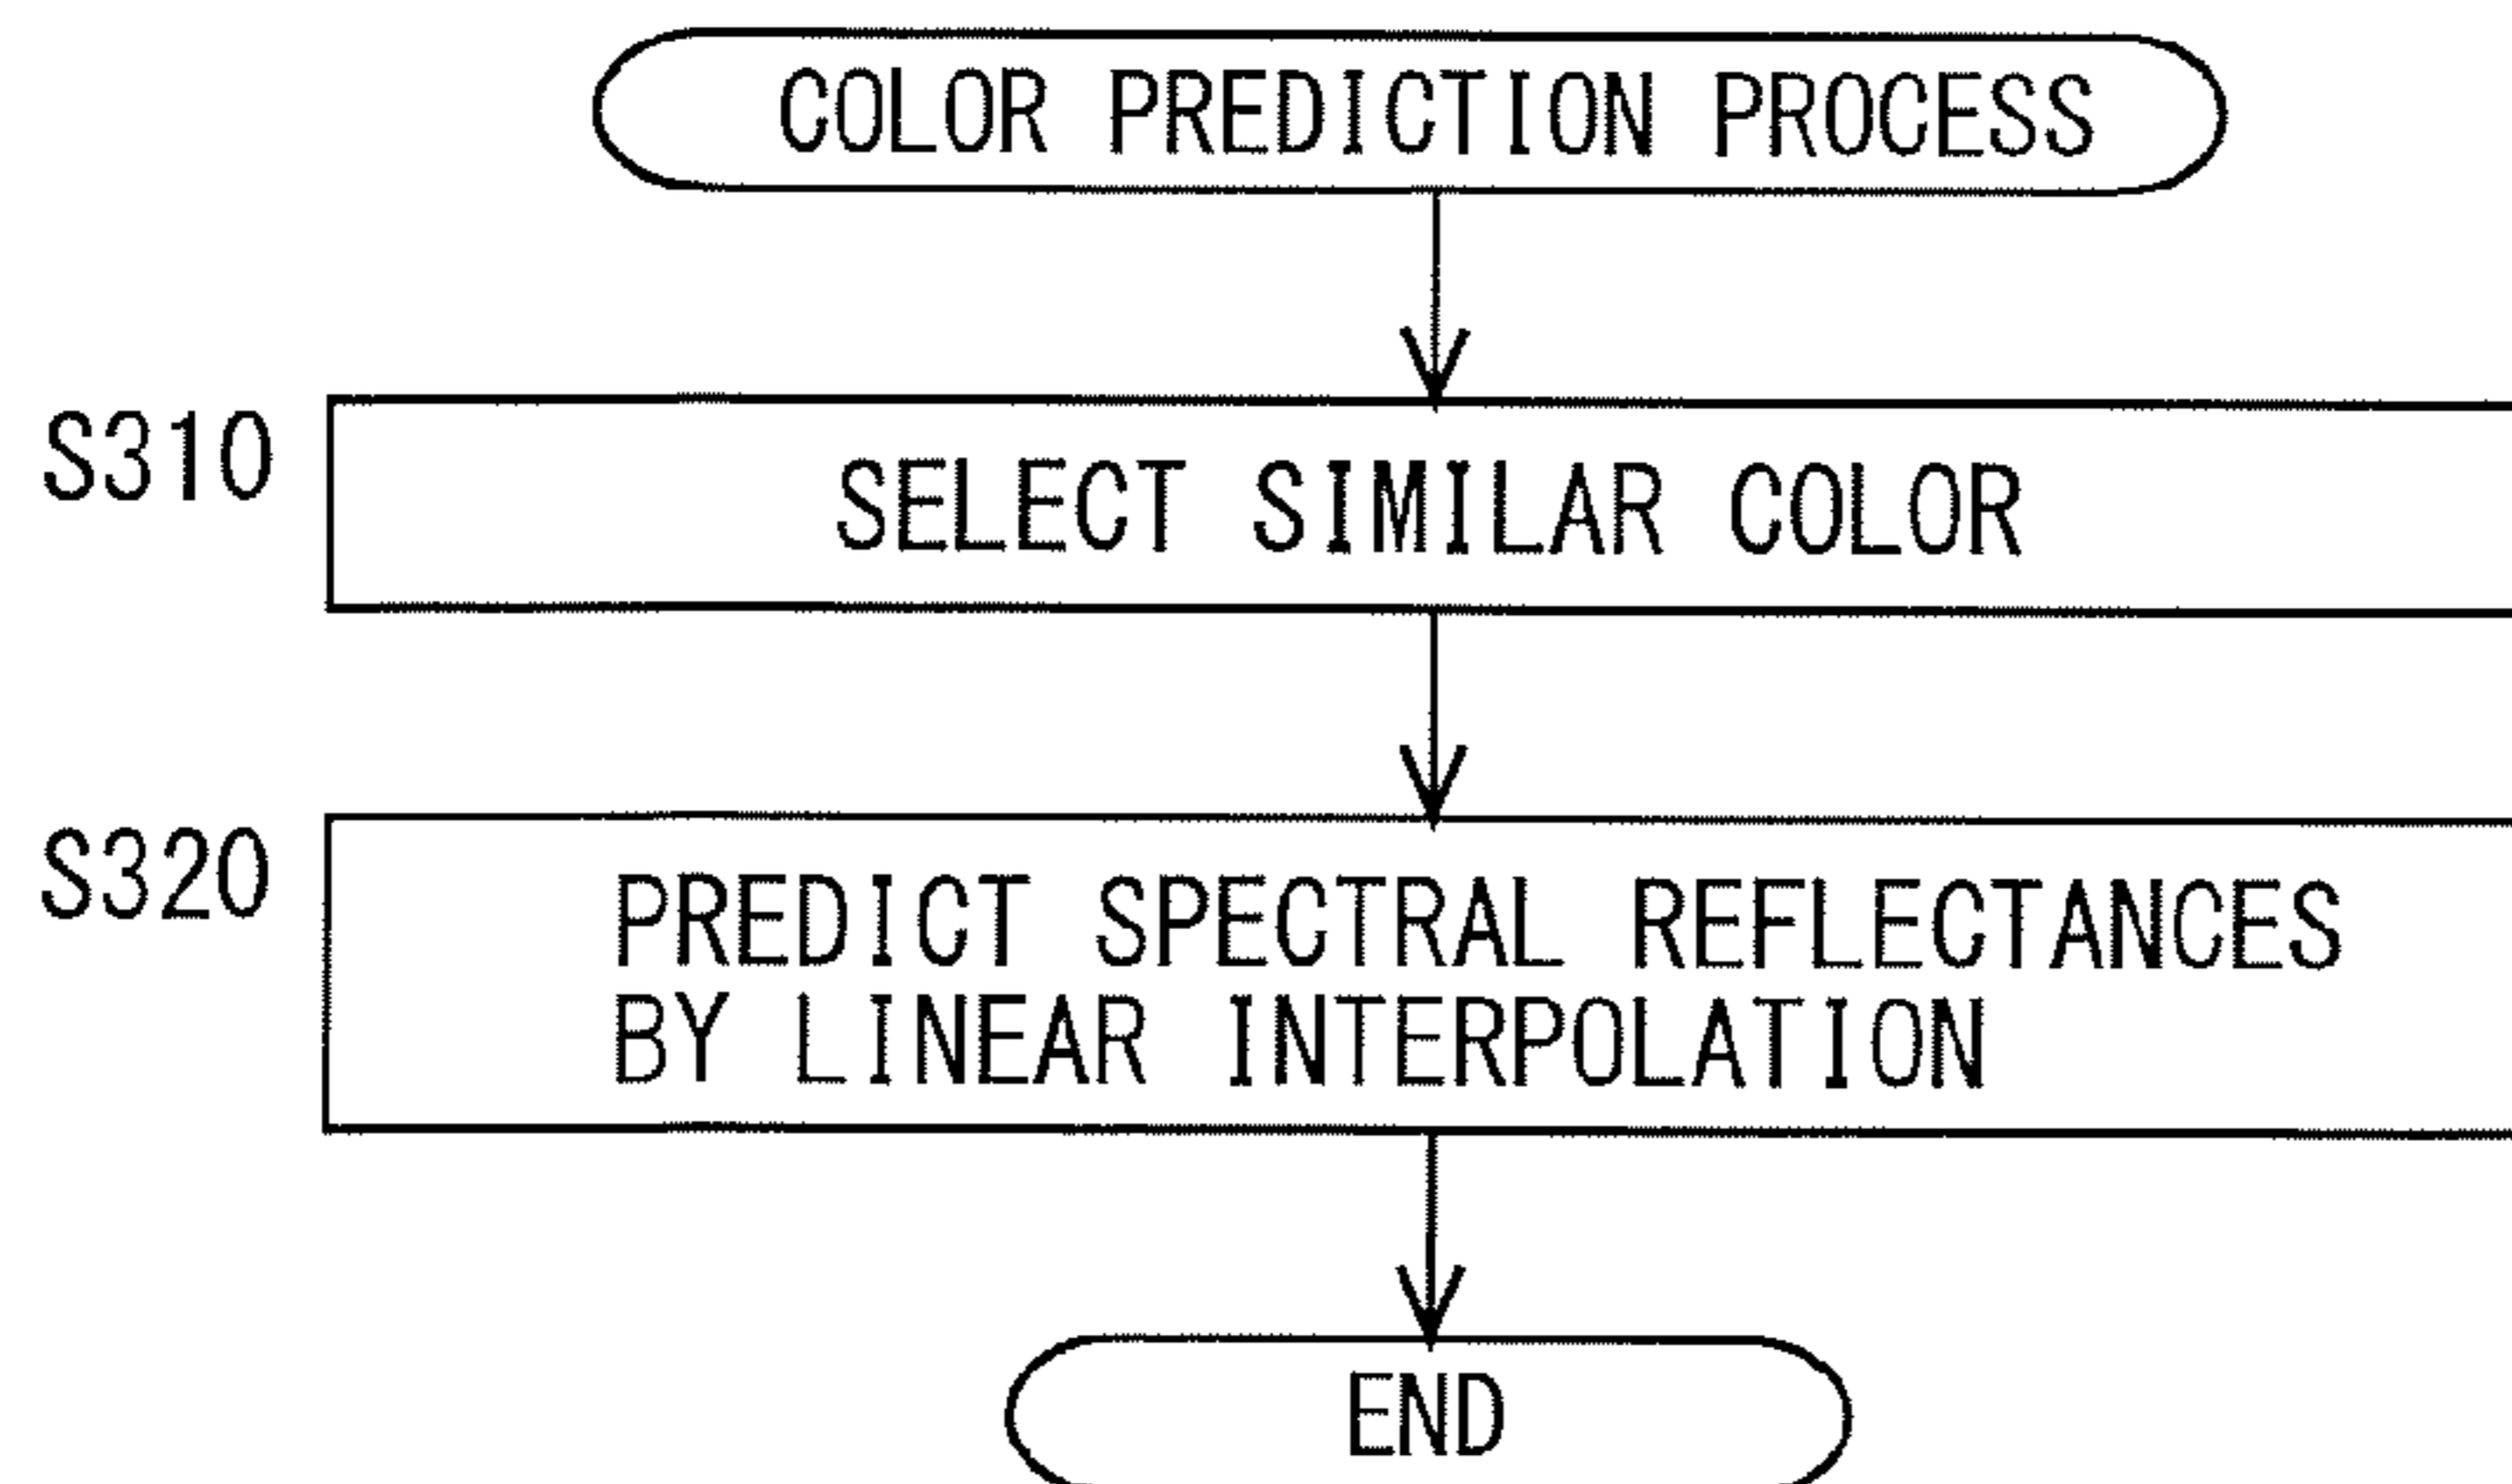 COLOR PREDICTION PROCESS
S310
SELECT SIMILAR COLOR
S320
PREDICT SPECTRAL REFLECTANCES
BY LINEAR INTERPOLATION
END